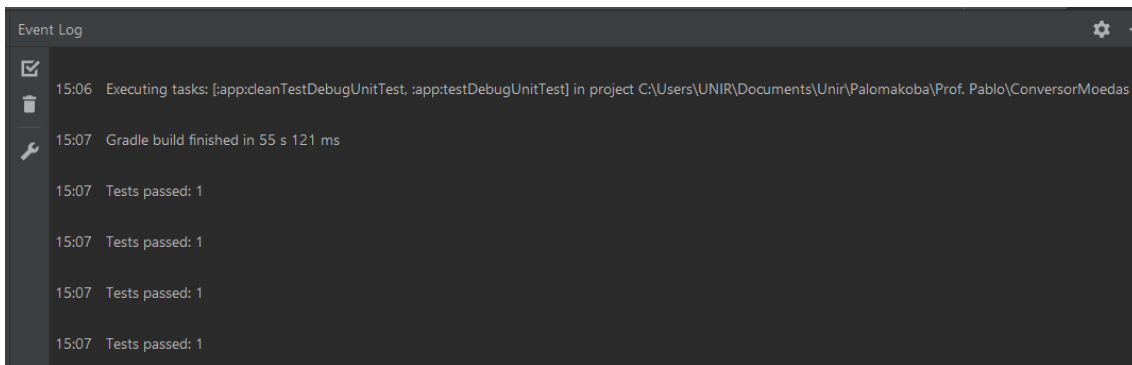 Event Log
15:06 Executing tasks: [:app:cleanTestDebugUnitTest, :app:testDebugUnitTest] in project C:\Users\UNIR\Documents\Unir\Palomakoba\Prof. Pablo\ConversorMoedas
15:07 Gradle build finished in 55 s 121 ms
15:07 Tests passed: 1
15:07 Tests passed: 1
15:07 Tests passed: 1
15:07 Tests passed: 1